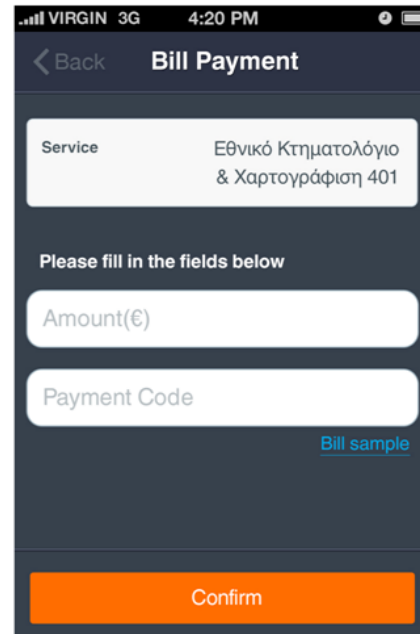 VIRGIN 3G 4:20 PM
Back Bill Payment
Service Εθνικό Κτηματολόγιο
& Χαρτογράφιση 401
Please fill in the fields below
Amount(€)
Payment Code
Bill sample
Confirm